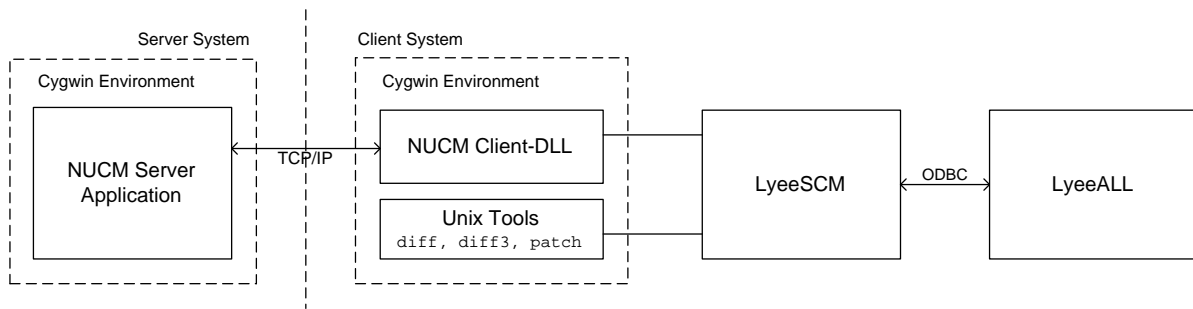 Server System
Client System
Cygwin Environment
Cygwin Environment
NUCM Server
Application
TCP/IP
NUCM Client-DLL
Unix Tools
diff, diff3, patch
LyeeSCM
ODBC
LyeeALL